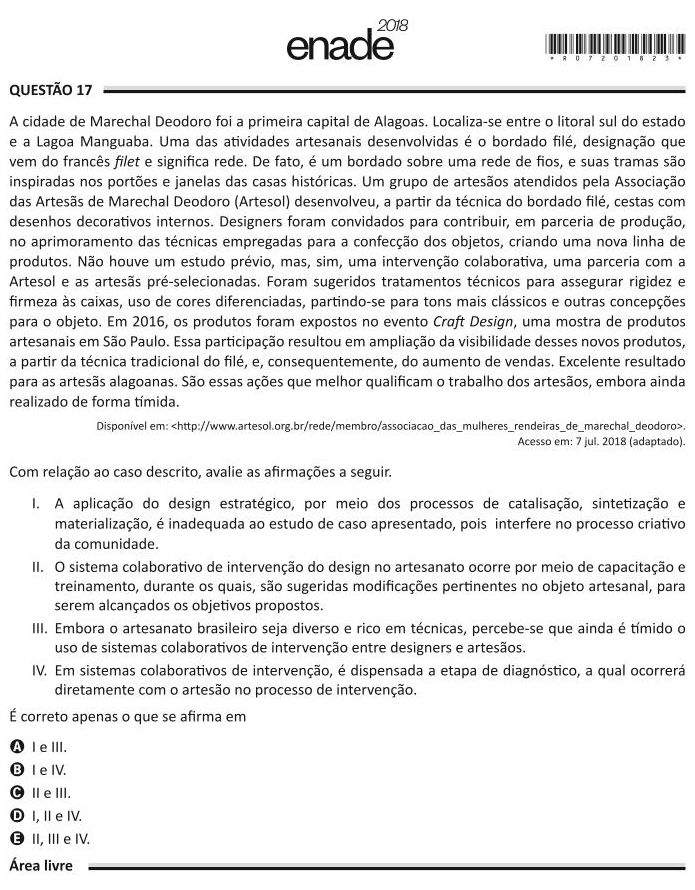 enade 2018
*R07201823*
QUESTÃO 17
A cidade de Marechal Deodoro foi a primeira capital de Alagoas. Localiza-se entre o litoral sul do estado
e a Lagoa Manguaba. Uma das atividades artesanais desenvolvidas é o bordado filé, designação que
vem do francês filet e significa rede. De fato, é um bordado sobre uma rede de fios, e suas tramas são
inspiradas nos portões e janelas das casas históricas. Um grupo de artesãos atendidos pela Associação
das Artesãs de Marechal Deodoro (Artesol) desenvolveu, a partir da técnica do bordado filé, cestas com
desenhos decorativos internos. Designers foram convidados para contribuir, em parceria de produção,
no aprimoramento das técnicas empregadas para a confecção dos objetos, criando uma nova linha de
produtos. Não houve um estudo prévio, mas, sim, uma intervenção colaborativa, uma parceria com a
Artesol e as artesãs pré-selecionadas. Foram sugeridos tratamentos técnicos para assegurar rigidez e
firmeza às caixas, uso de cores diferenciadas, partindo-se para tons mais clássicos e outras concepções
para o objeto. Em 2016, os produtos foram expostos no evento Craft Design, uma mostra de produtos
artesanais em São Paulo. Essa participação resultou em ampliação da visibilidade desses novos produtos,
a partir da técnica tradicional do filé, e, consequentemente, do aumento de vendas. Excelente resultado
para as artesãs alagoanas. São essas ações que melhor qualificam o trabalho dos artesãos, embora ainda
realizado de forma tímida.
Disponível em: <http://www.artesol.org.br/rede/membro/associacao_das_mulheres_rendeiras_de_marechal_deodoro>.
Acesso em: 7 jul. 2018 (adaptado).
Com relação ao caso descrito, avalie as afirmações a seguir.
I. A aplicação do design estratégico, por meio dos processos de catalisação, sintetização e
materialização, é inadequada ao estudo de caso apresentado, pois interfere no processo criativo
da comunidade.
II. O sistema colaborativo de intervenção do design no artesanato ocorre por meio de capacitação e
treinamento, durante os quais, são sugeridas modificações pertinentes no objeto artesanal, para
serem alcançados os objetivos propostos.
III. Embora o artesanato brasileiro seja diverso e rico em técnicas, percebe-se que ainda é tímido o
uso de sistemas colaborativos de intervenção entre designers e artesãos.
IV. Em sistemas colaborativos de intervenção, é dispensada a etapa de diagnóstico, a qual ocorrerá
diretamente com o artesão no processo de intervenção.
É correto apenas o que se afirma em
A I e III.
B I e IV.
C II e III.
D I, II e IV.
E II, III e IV.
Área livre